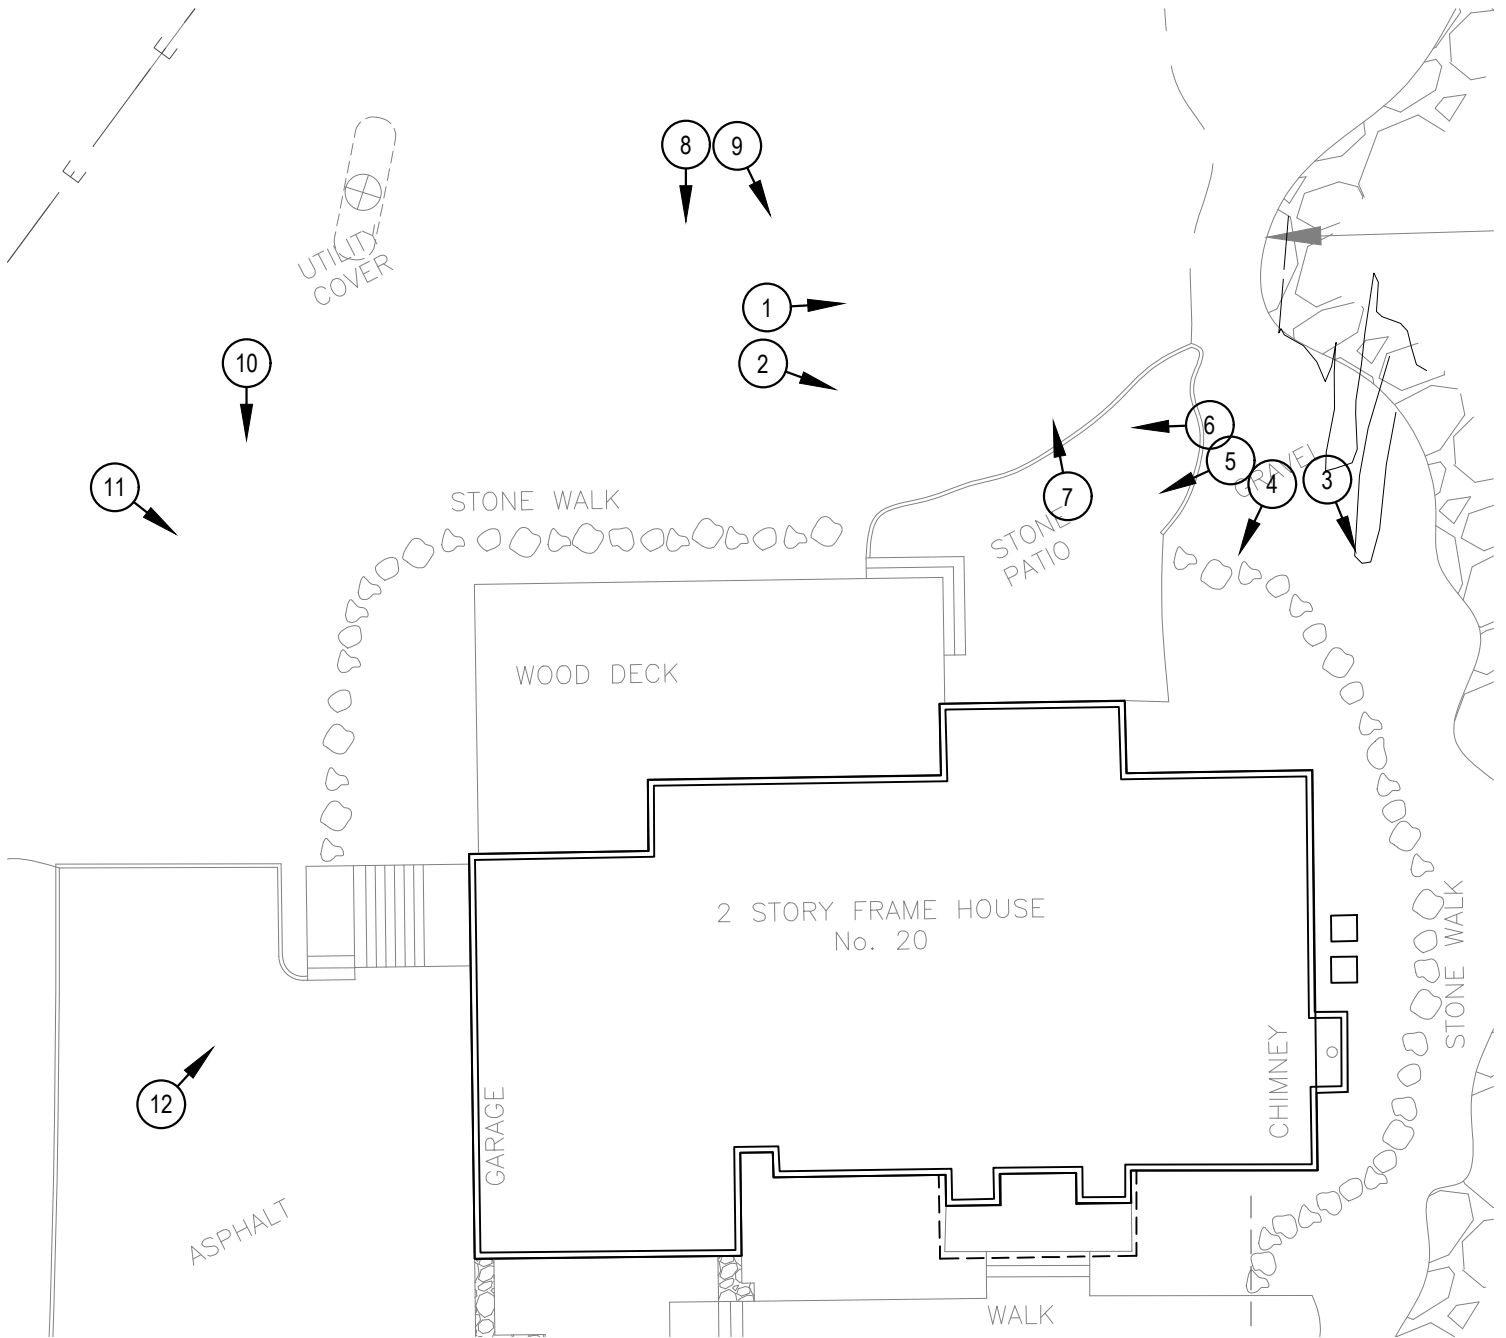 E
E
8
9
UTILITY
COVER
1
2
10
6
5
GRAVEL
4
3
11
7
STONE WALK
STONE
PATIO
WOOD DECK
2 STORY FRAME HOUSE
No. 20
STONE WALK
CHIMNEY
12
GARAGE
ASPHALT
WALK